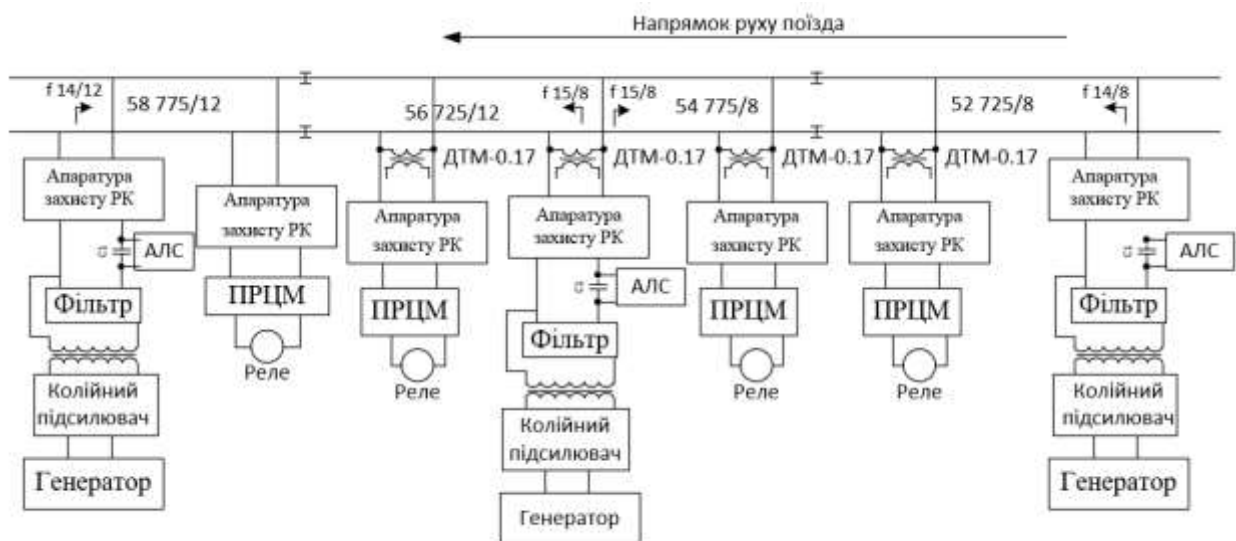 Напрямок руху поїзда
f 14/12
58 775/12
56 725/12
f 15/8
f 15/8
54 775/8
52 725/8
f 14/8
ДТМ-0.17
ДТМ-0.17
ДТМ-0.17
ДТМ-0.17
Апаратура
захисту РК
АЛС
Фільтр
Колійний
підсилювач
Генератор
Апаратура
захисту РК
ПРЦМ
Реле
Апаратура
захисту РК
ПРЦМ
Реле
Апаратура
захисту РК
АЛС
Фільтр
Колійний
підсилювач
Генератор
Апаратура
захисту РК
ПРЦМ
Реле
Апаратура
захисту РК
ПРЦМ
Реле
Апаратура
захисту РК
АЛС
Фільтр
Колійний
підсилювач
Генератор